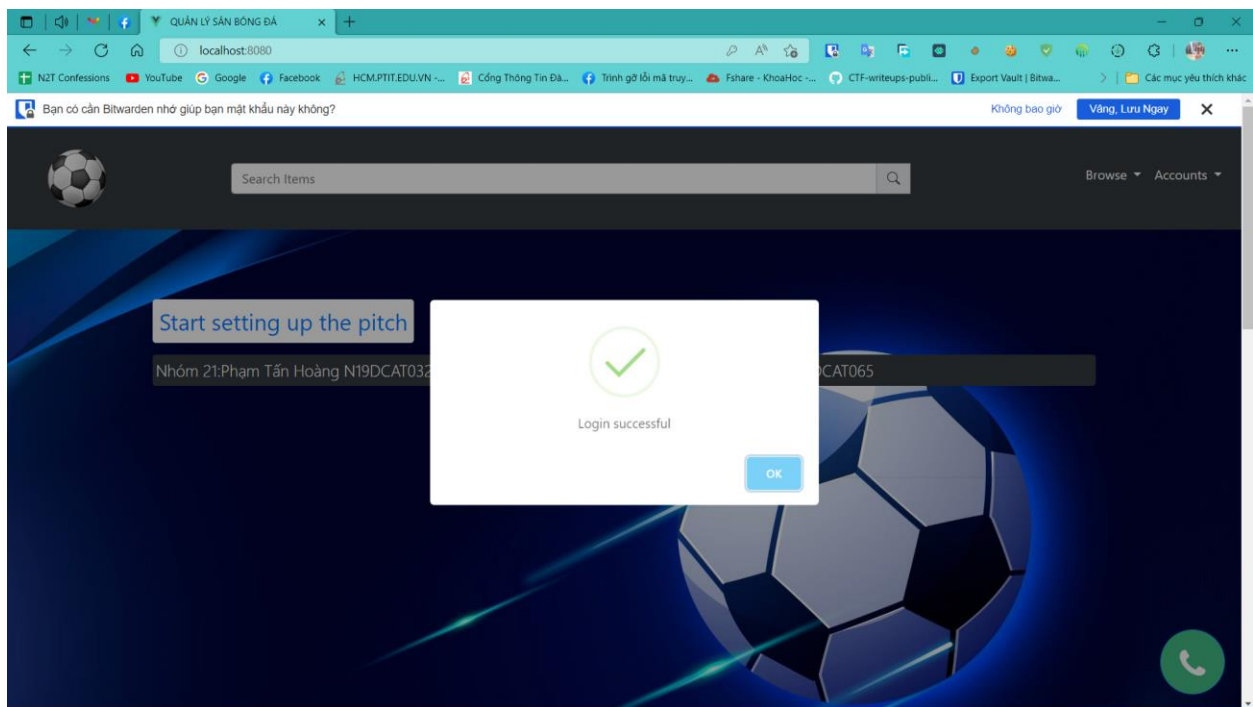 QUẢN LÝ SÂN BÓNG ĐÁ
localhost:8080
N2T Confessions YouTube Google Facebook HCM.PTIT.EDU.VN -... Cổng Thông Tin Đà... Trình gỡ lỗi mã truy... Fshare - KhoaHoc -... CTF-writeups-publi... Export Vault | Bitwa... Các mục yêu thích khác
Bạn có cần Bitwarden nhớ giúp bạn mật khẩu này không? Không bao giờ Vâng, Lưu Ngay
Search Items Browse Accounts
Start setting up the pitch
Nhóm 21:Phạm Tấn Hoàng N19DCAT032 DCAT065
Login successful
OK